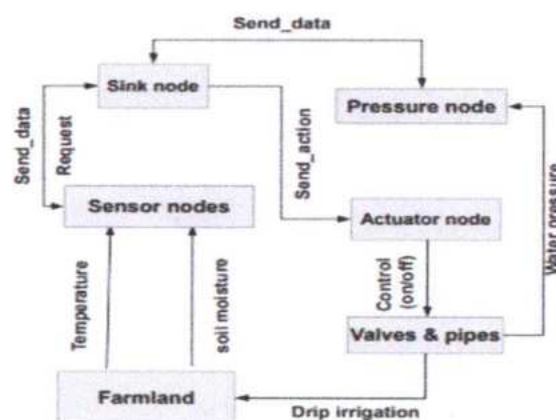 Send_data
Sink node
Pressure node
Send_data
Request
Send_action
Sensor nodes
Actuator node
Water pressure
Temperature
soil moisture
Control
(on/off)
Valves & pipes
Farmland
Drip irrigation